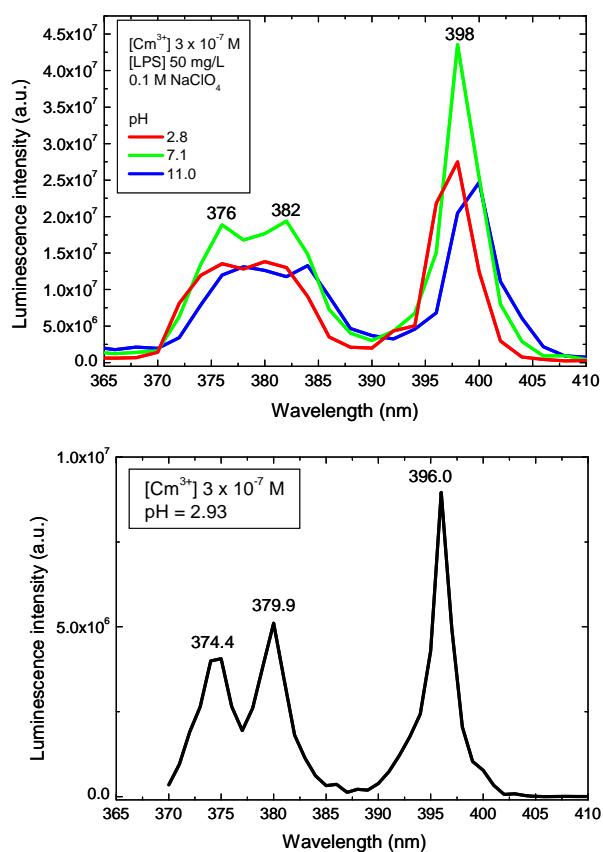 [Cm³⁺] 3 x 10⁻⁷ M
[LPS] 50 mg/L
0.1 M NaClO₄
pH
2.8
7.1
11.0
398
376
382
4.5x10⁷
4.0x10⁷
3.5x10⁷
3.0x10⁷
2.5x10⁷
2.0x10⁷
1.5x10⁷
1.0x10⁷
5.0x10⁶
0.0
Luminescence intensity (a.u.)
365 370 375 380 385 390 395 400 405 410
Wavelength (nm)
[Cm³⁺] 3 x 10⁻⁷ M
pH = 2.93
396.0
379.9
374.4
1.0x10⁷
5.0x10⁶
0.0
Luminescence intensity (a.u.)
365 370 375 380 385 390 395 400 405 410
Wavelength (nm)